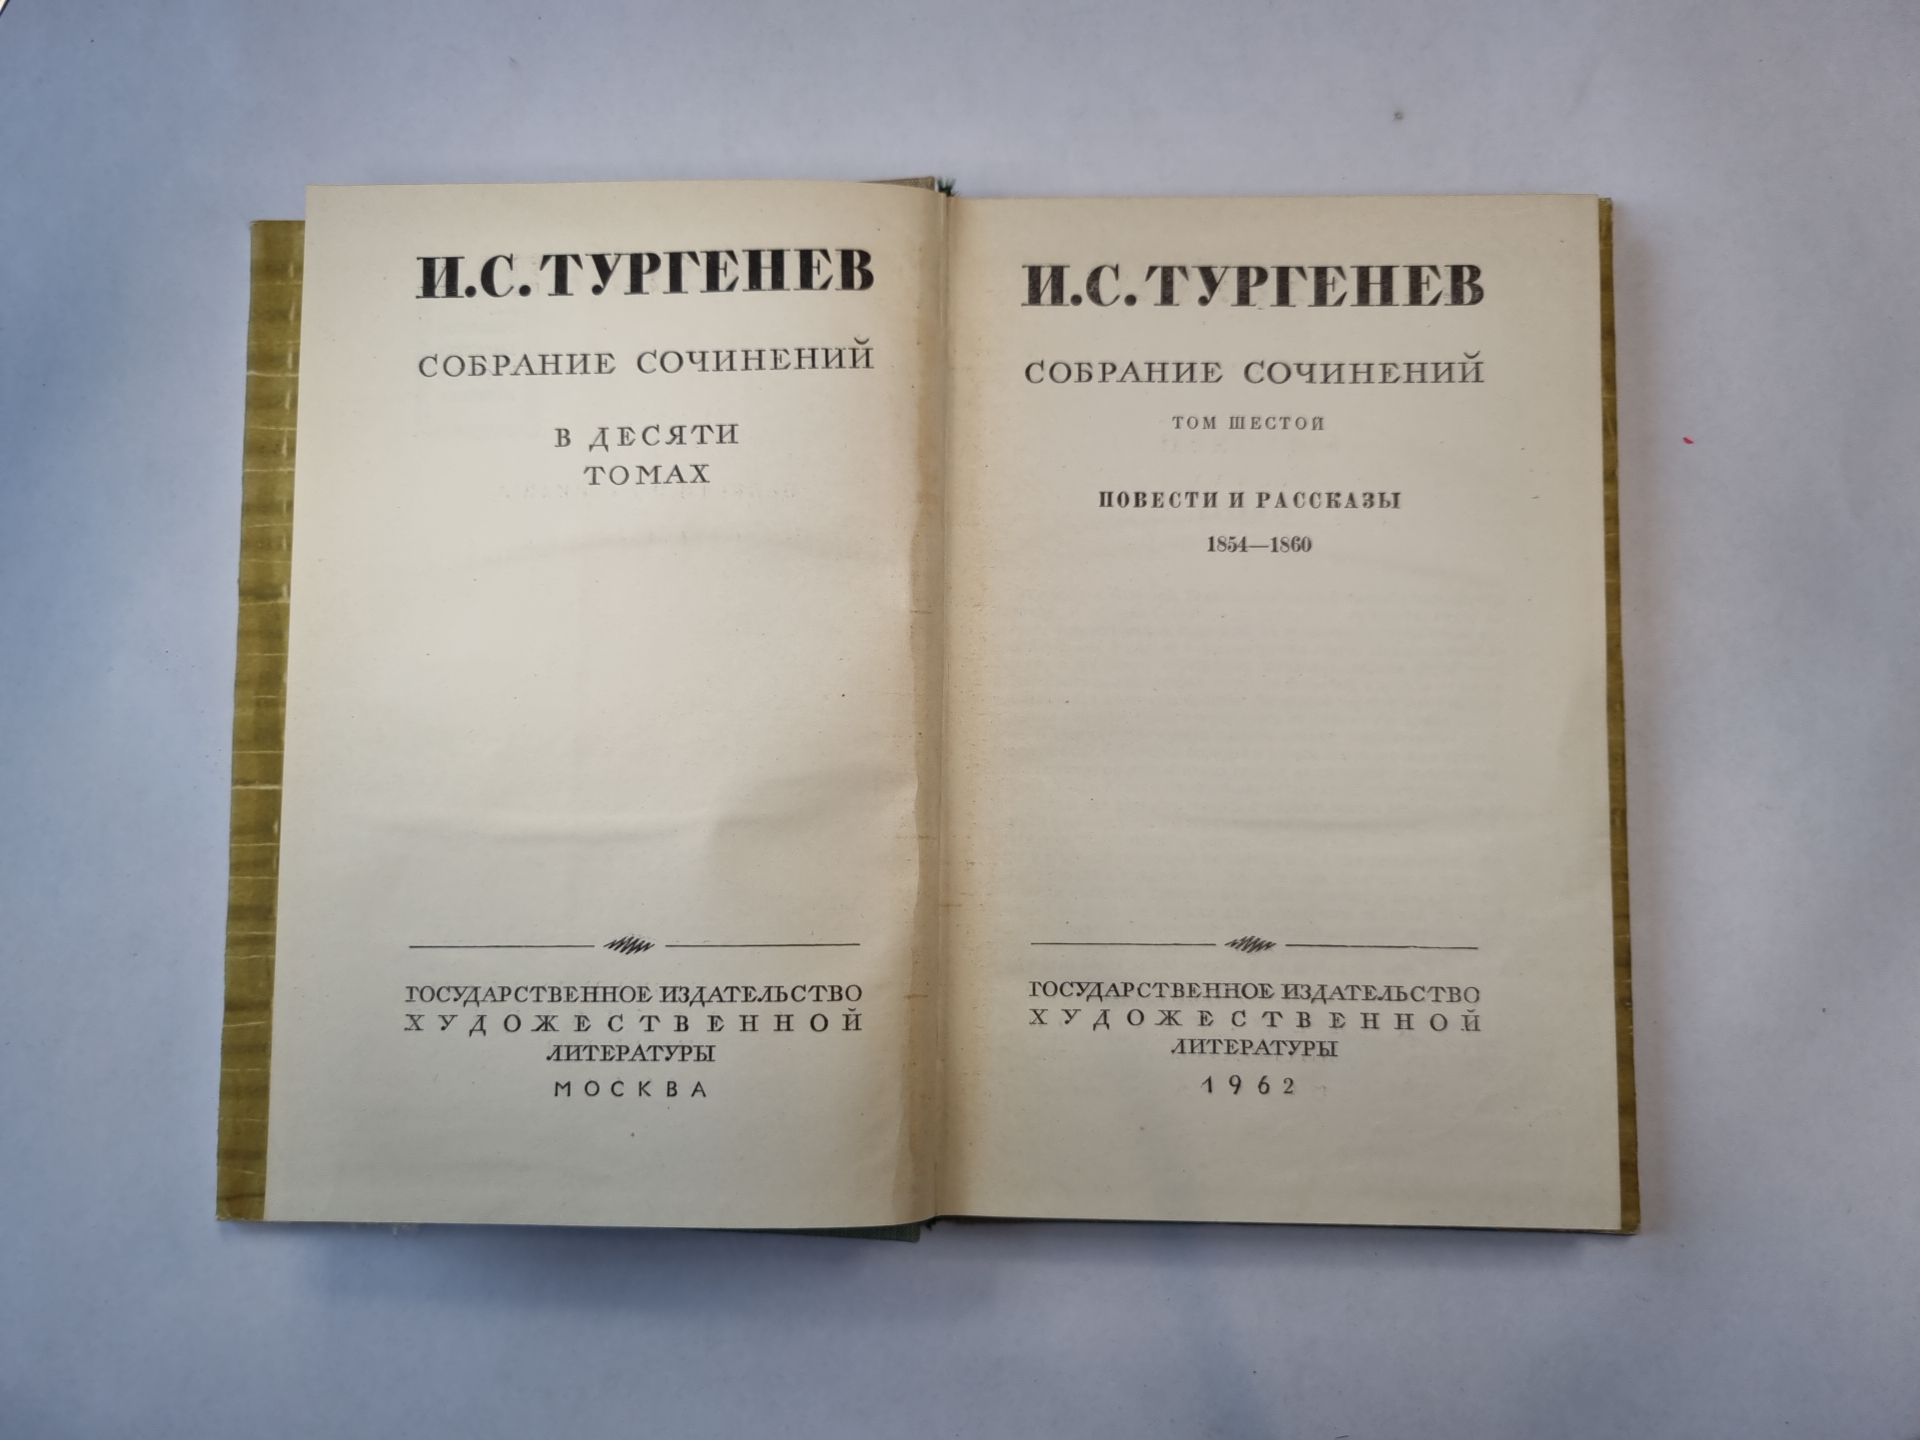 И.С.ТУРГЕНЕВ
СОБРАНИЕ СОЧИНЕНИЙ
В ДЕСЯТИ
ТОМАХ
ГОСУДАРСТВЕННОЕ ИЗДАТЕЛЬСТВО
ХУДОЖЕСТВЕННОЙ
ЛИТЕРАТУРЫ
МОСКВА
И.С.ТУРГЕНЕВ
СОБРАНИЕ СОЧИНЕНИЙ
ТОМ ШЕСТОЙ
ПОВЕСТИ И РАССКАЗЫ
1854—1860
ГОСУДАРСТВЕННОЕ ИЗДАТЕЛЬСТВО
ХУДОЖЕСТВЕННОЙ
ЛИТЕРАТУРЫ
1962